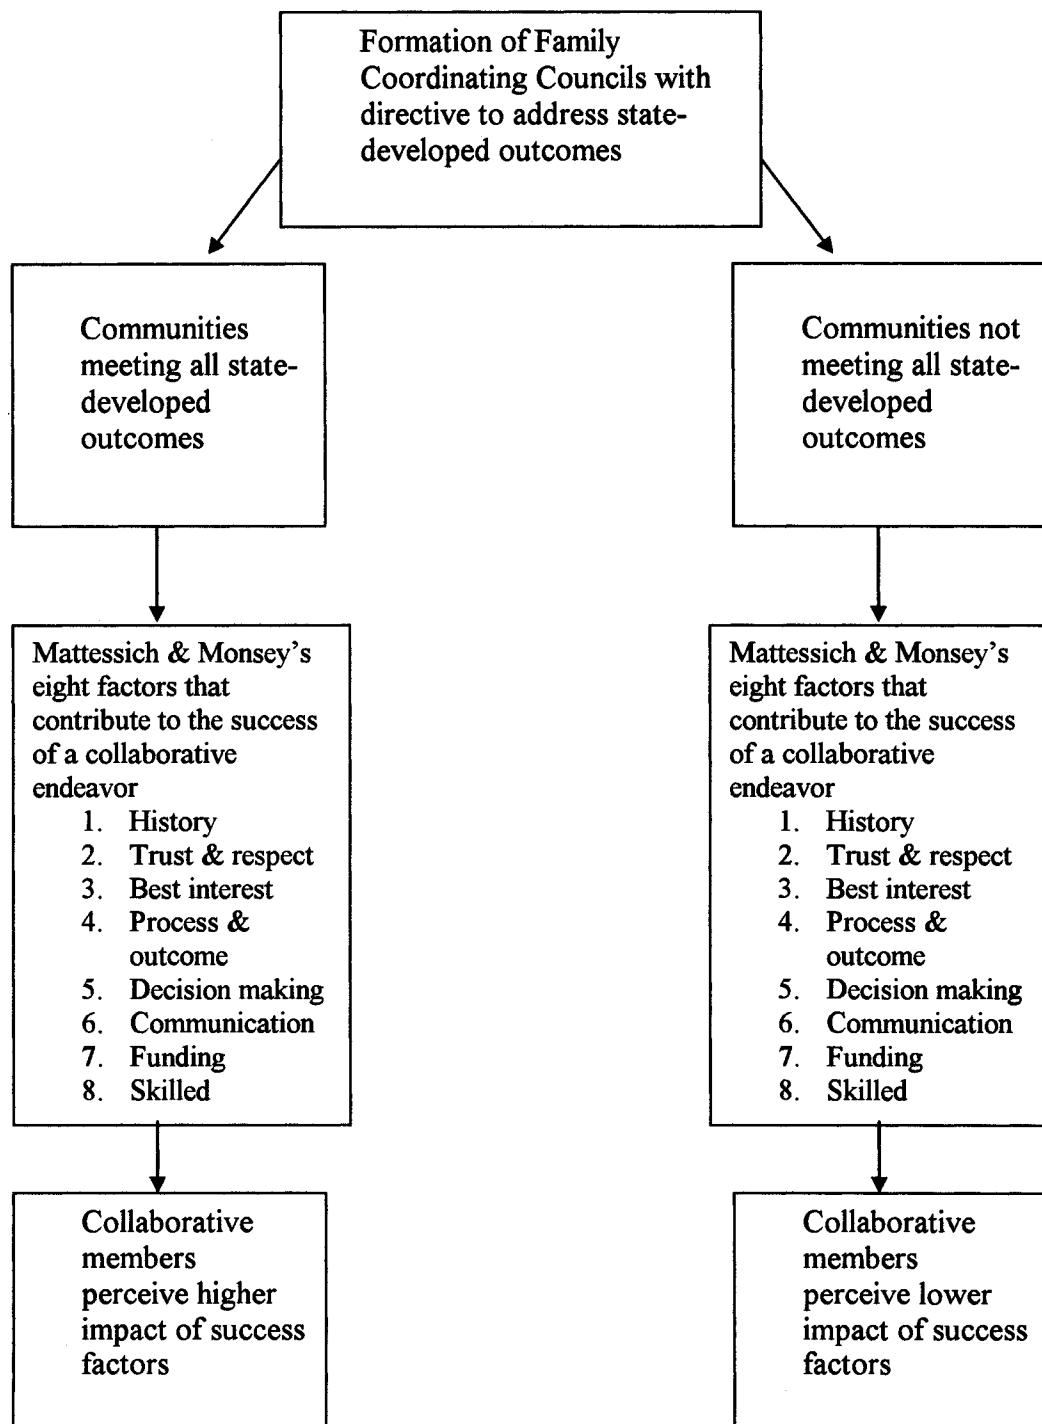 Formation of Family
Coordinating Councils with
directive to address state-
developed outcomes
Communities
meeting all state-
developed
outcomes
Communities not
meeting all state-
developed
outcomes
Mattessich & Monsey's
eight factors that
contribute to the success
of a collaborative
endeavor
1. History
2. Trust & respect
3. Best interest
4. Process &
outcome
5. Decision making
6. Communication
7. Funding
8. Skilled
Mattessich & Monsey's
eight factors that
contribute to the success
of a collaborative
endeavor
1. History
2. Trust & respect
3. Best interest
4. Process &
outcome
5. Decision making
6. Communication
7. Funding
8. Skilled
Collaborative
members
perceive higher
impact of success
factors
Collaborative
members
perceive lower
impact of success
factors